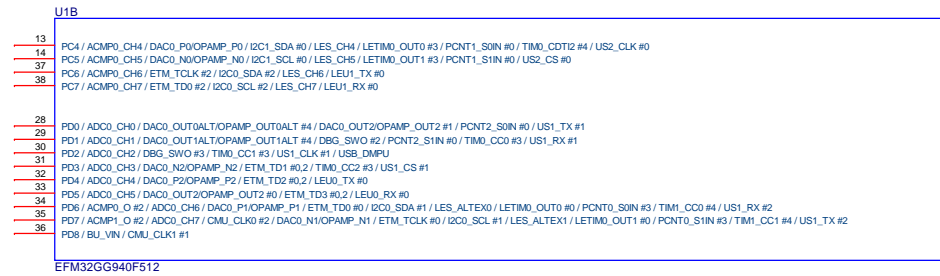 U1B
13 PC4 / ACMP0_CH4 / DAC0_P0/OPAMP_P0 / I2C1_SDA #0 / LES_CH4 / LETIM0_OUT0 #3 / PCNT1_S0IN #0 / TIM0_CDTI2 #4 / US2_CLK #0
14 PC5 / ACMP0_CH5 / DAC0_N0/OPAMP_N0 / I2C1_SCL #0 / LES_CH5 / LETIM0_OUT1 #3 / PCNT1_S1IN #0 / US2_CS #0
37 PC6 / ACMP0_CH6 / ETM_TCLK #2 / I2C0_SDA #2 / LES_CH6 / LEU1_TX #0
38 PC7 / ACMP0_CH7 / ETM_TD0 #2 / I2C0_SCL #2 / LES_CH7 / LEU1_RX #0
28 PD0 / ADC0_CH0 / DAC0_OUT0ALT/OPAMP_OUT0ALT #4 / DAC0_OUT2/OPAMP_OUT2 #1 / PCNT2_S0IN #0 / US1_TX #1
29 PD1 / ADC0_CH1 / DAC0_OUT1ALT/OPAMP_OUT1ALT #4 / DBG_SWO #2 / PCNT2_S1IN #0 / TIM0_CC0 #3 / US1_RX #1
30 PD2 / ADC0_CH2 / DBG_SWO #3 / TIM0_CC1 #3 / US1_CLK #1 / USB_DMPU
31 PD3 / ADC0_CH3 / DAC0_N2/OPAMP_N2 / ETM_TD1 #0,2 / TIM0_CC2 #3 / US1_CS #1
32 PD4 / ADC0_CH4 / DAC0_P2/OPAMP_P2 / ETM_TD2 #0,2 / LEU0_TX #0
33 PD5 / ADC0_CH5 / DAC0_OUT2/OPAMP_OUT2 #0 / ETM_TD3 #0,2 / LEU0_RX #0
34 PD6 / ACMP0_O #2 / ADC0_CH6 / DAC0_P1/OPAMP_P1 / ETM_TD0 #0 / I2C0_SDA #1 / LES_ALTEX0 / LETIM0_OUT0 #0 / PCNT0_S0IN #3 / TIM1_CC0 #4 / US1_RX #2
35 PD7 / ACMP1_O #2 / ADC0_CH7 / CMU_CLK0 #2 / DAC0_N1/OPAMP_N1 / ETM_TCLK #0 / I2C0_SCL #1 / LES_ALTEX1 / LETIM0_OUT1 #0 / PCNT0_S1IN #3 / TIM1_CC1 #4 / US1_TX #2
36 PD8 / BU_VIN / CMU_CLK1 #1
EFM32GG940F512